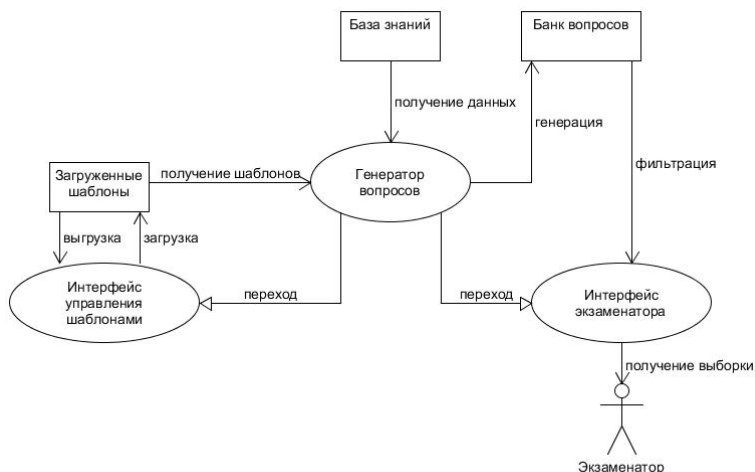 База знаний
Банк вопросов
получение данных
генерация
Загруженные
шаблоны
получение шаблонов
Генератор
вопросов
фильтрация
выгрузка
загрузка
Интерфейс
управления
шаблонами
переход
переход
Интерфейс
экзаменатора
получение выборки
Экзаменатор